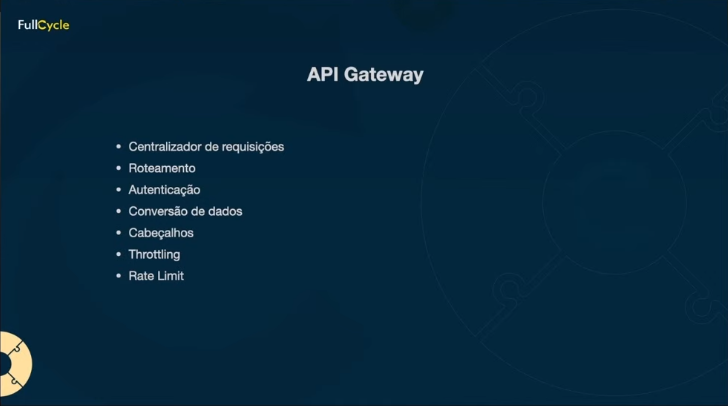 FullCycle
API Gateway
• Centralizador de requisições
• Roteamento
• Autenticação
• Conversão de dados
• Cabeçalhos
• Throttling
• Rate Limit